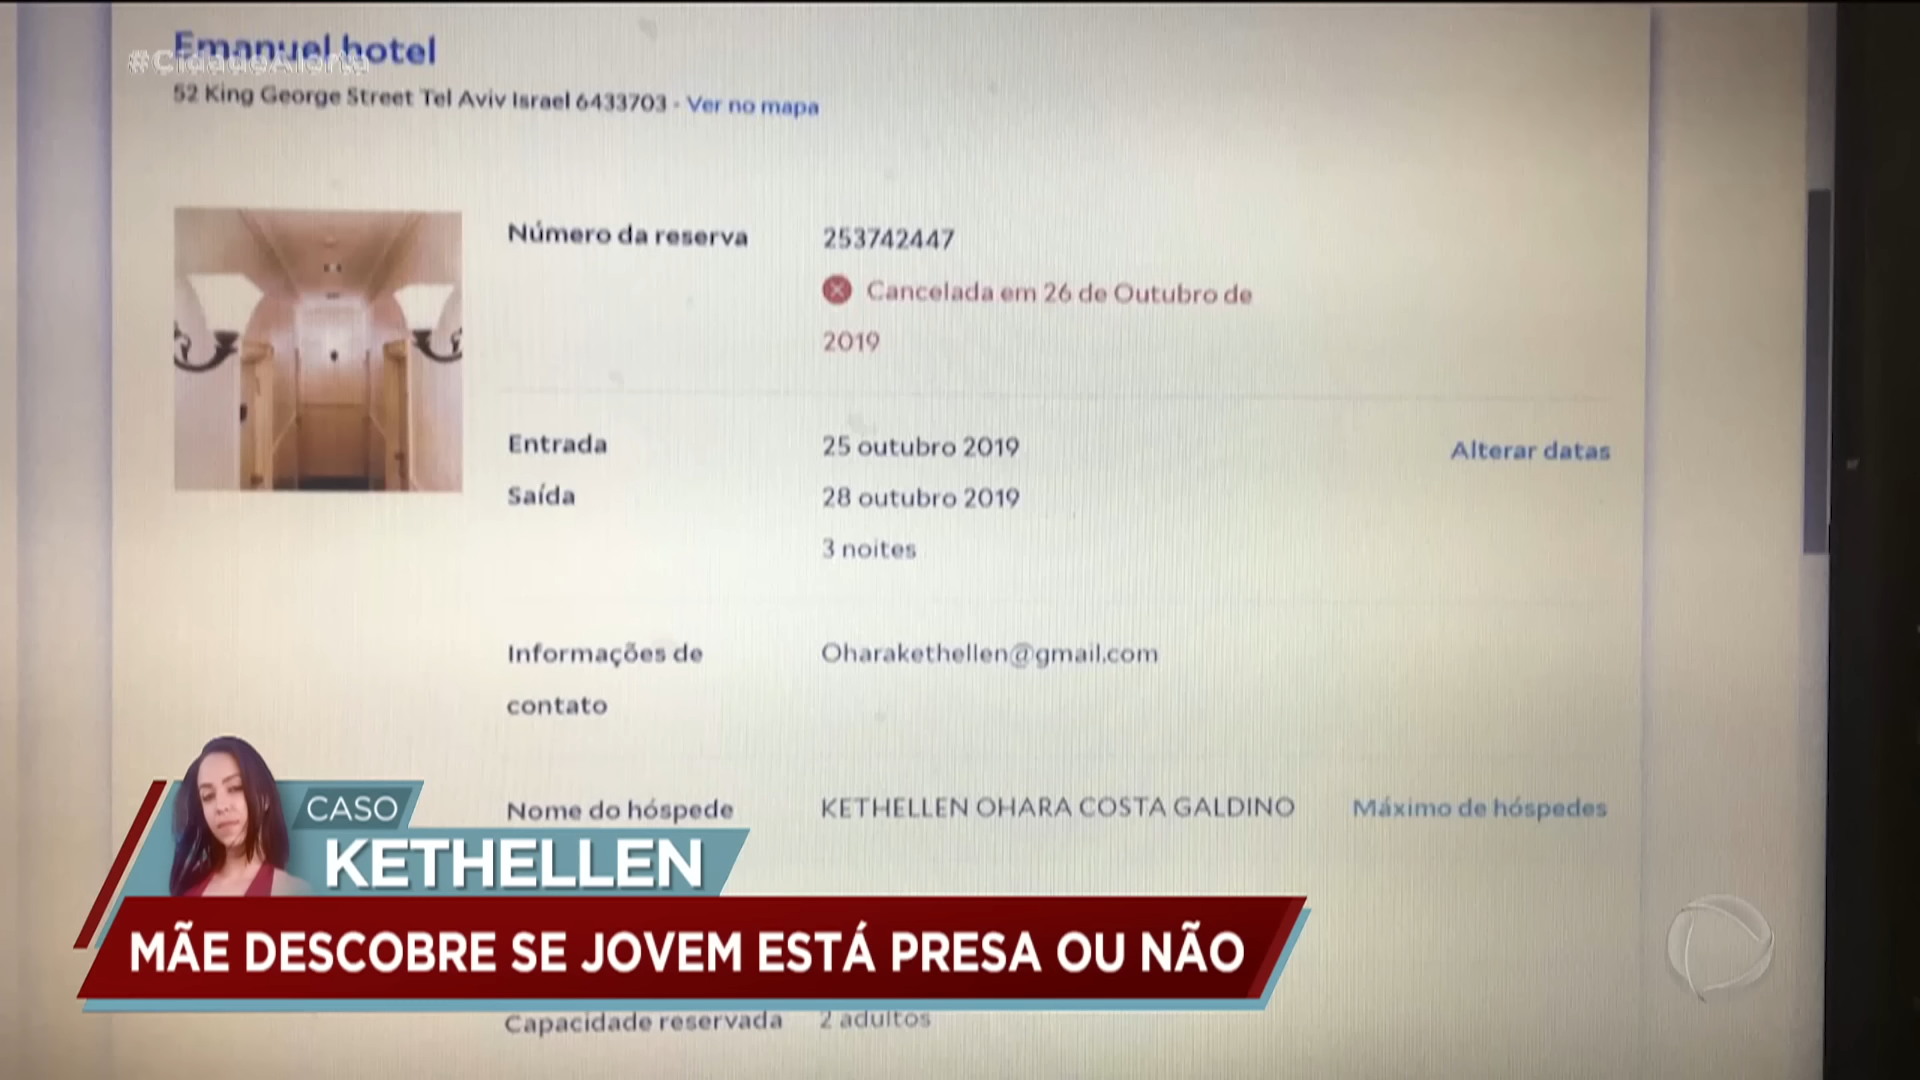 Emanuel hotel
#CidadeAlerta
52 King George Street Tel Aviv Israel 6433703 - Ver no mapa
Número da reserva 253742447
Cancelada em 26 de Outubro de
2019
Entrada 25 outubro 2019 Alterar datas
Saída 28 outubro 2019
3 noites
Informações de Oharakethellen@gmail.com
contato
Nome do hóspede KETHELLEN OHARA COSTA GALDINO Máximo de hóspedes
CASO
KETHELLEN
MÃE DESCOBRE SE JOVEM ESTÁ PRESA OU NÃO
Capacidade reservada 2 adultos